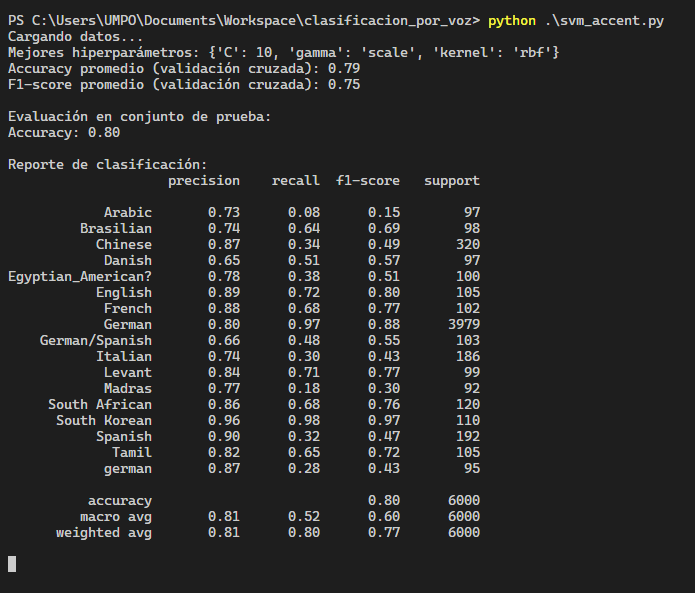 PS C:\Users\UMPO\Documents\Workspace\clasificacion_por_voz> python .\svm_accent.py
Cargando datos...
Mejores hiperparámetros: {'C': 10, 'gamma': 'scale', 'kernel': 'rbf'}
Accuracy promedio (validación cruzada): 0.79
F1-score promedio (validación cruzada): 0.75
Evaluación en conjunto de prueba:
Accuracy: 0.80
Reporte de clasificación:
precision recall f1-score support
Arabic 0.73 0.08 0.15 97
Brasilian 0.74 0.64 0.69 98
Chinese 0.87 0.34 0.49 320
Danish 0.65 0.51 0.57 97
Egyptian_American? 0.78 0.38 0.51 100
English 0.89 0.72 0.80 105
French 0.88 0.68 0.77 102
German 0.80 0.97 0.88 3979
German/Spanish 0.66 0.48 0.55 103
Italian 0.74 0.30 0.43 186
Levant 0.84 0.71 0.77 99
Madras 0.77 0.18 0.30 92
South African 0.86 0.68 0.76 120
South Korean 0.96 0.98 0.97 110
Spanish 0.90 0.32 0.47 192
Tamil 0.82 0.65 0.72 105
german 0.87 0.28 0.43 95
accuracy 0.80 6000
macro avg 0.81 0.52 0.60 6000
weighted avg 0.81 0.80 0.77 6000